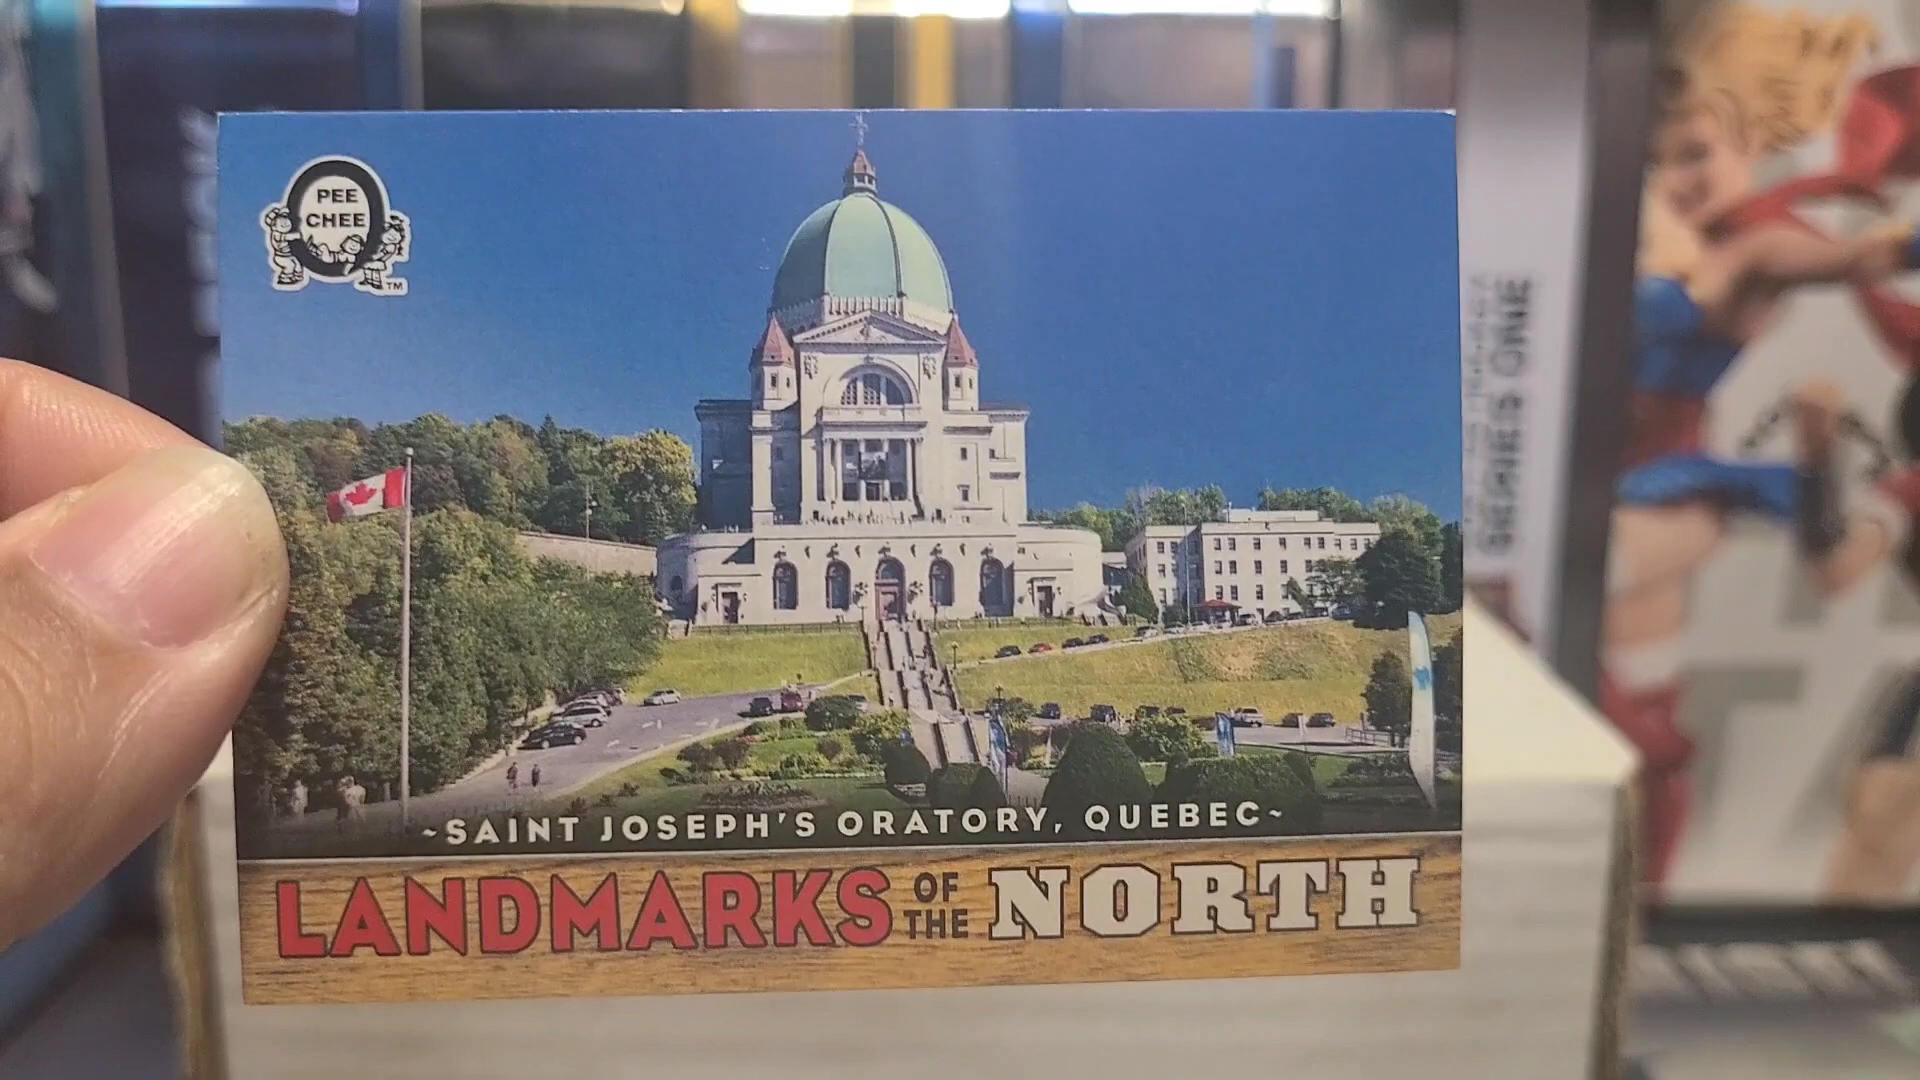 PEE
CHEE
TM
~SAINT JOSEPH'S ORATORY, QUEBEC~
LANDMARKS OF THE NORTH
SERIES ONE